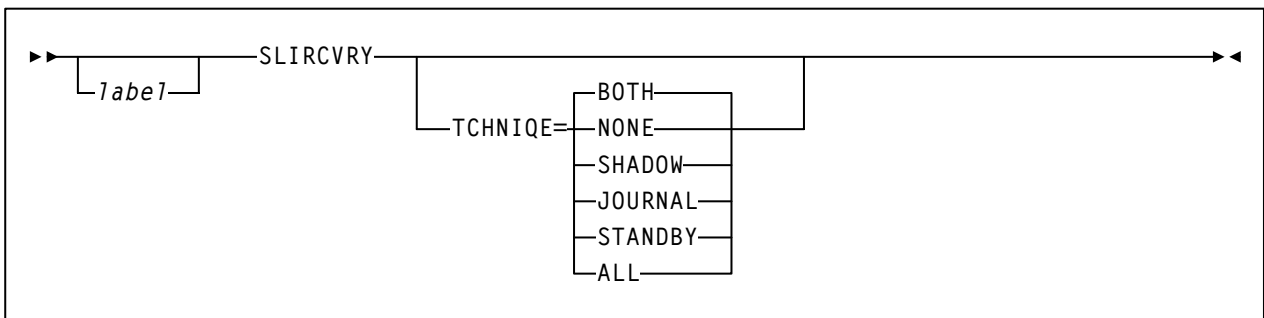 SLIRCVRY
label
BOTH
TCHNIQE= NONE
SHADOW
JOURNAL
STANDBY
ALL